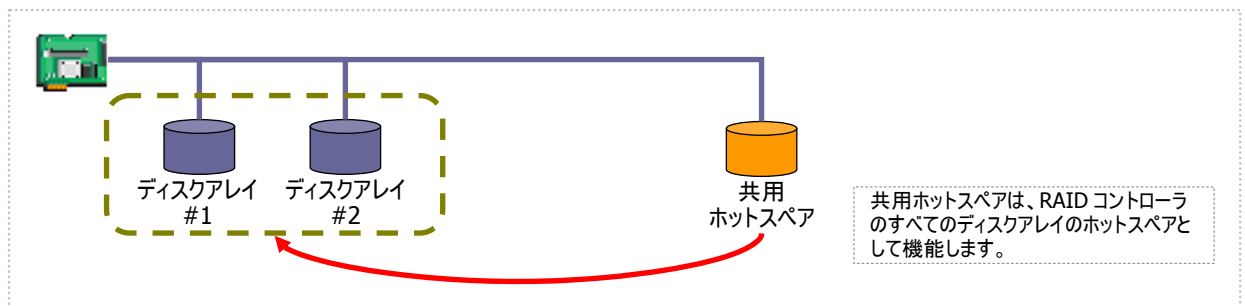 ディスクアレイ
#1
ディスクアレイ
#2
共用
ホットスペア
共用ホットスペアは、RAID コントローラ
のすべてのディスクアレイのホットスペアと
して機能します。